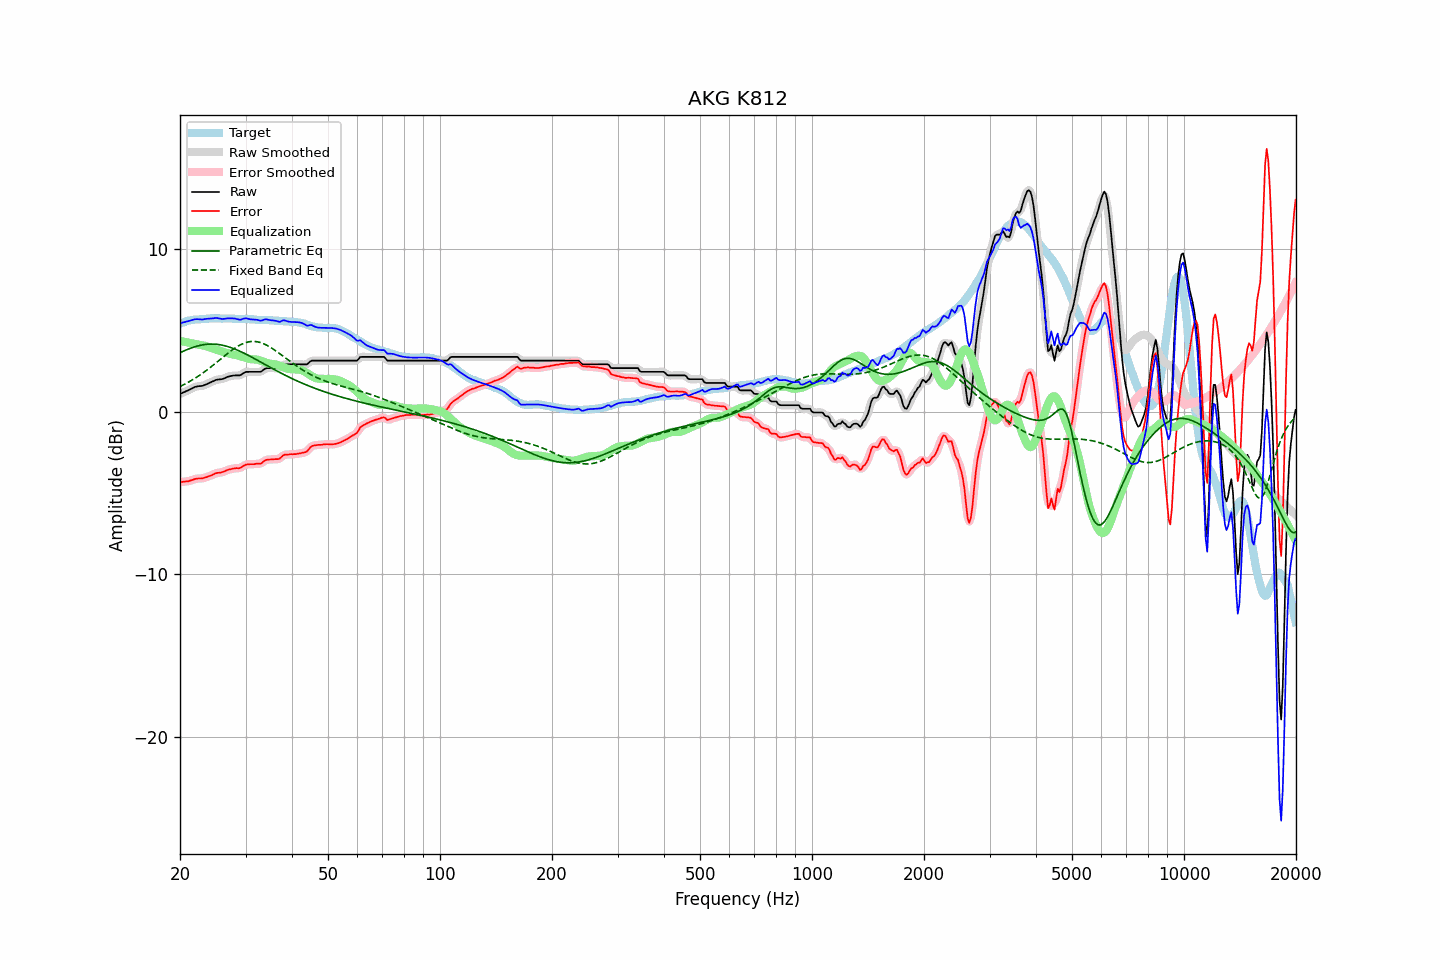 AKG K812
Target
Raw Smoothed
Error Smoothed
Raw
Error
Equalization
Parametric Eq
Fixed Band Eq
Equalized
Amplitude (dBr)
10
0
−10
−20
20 50 100 200 500 1000 2000 5000 10000 20000
Frequency (Hz)